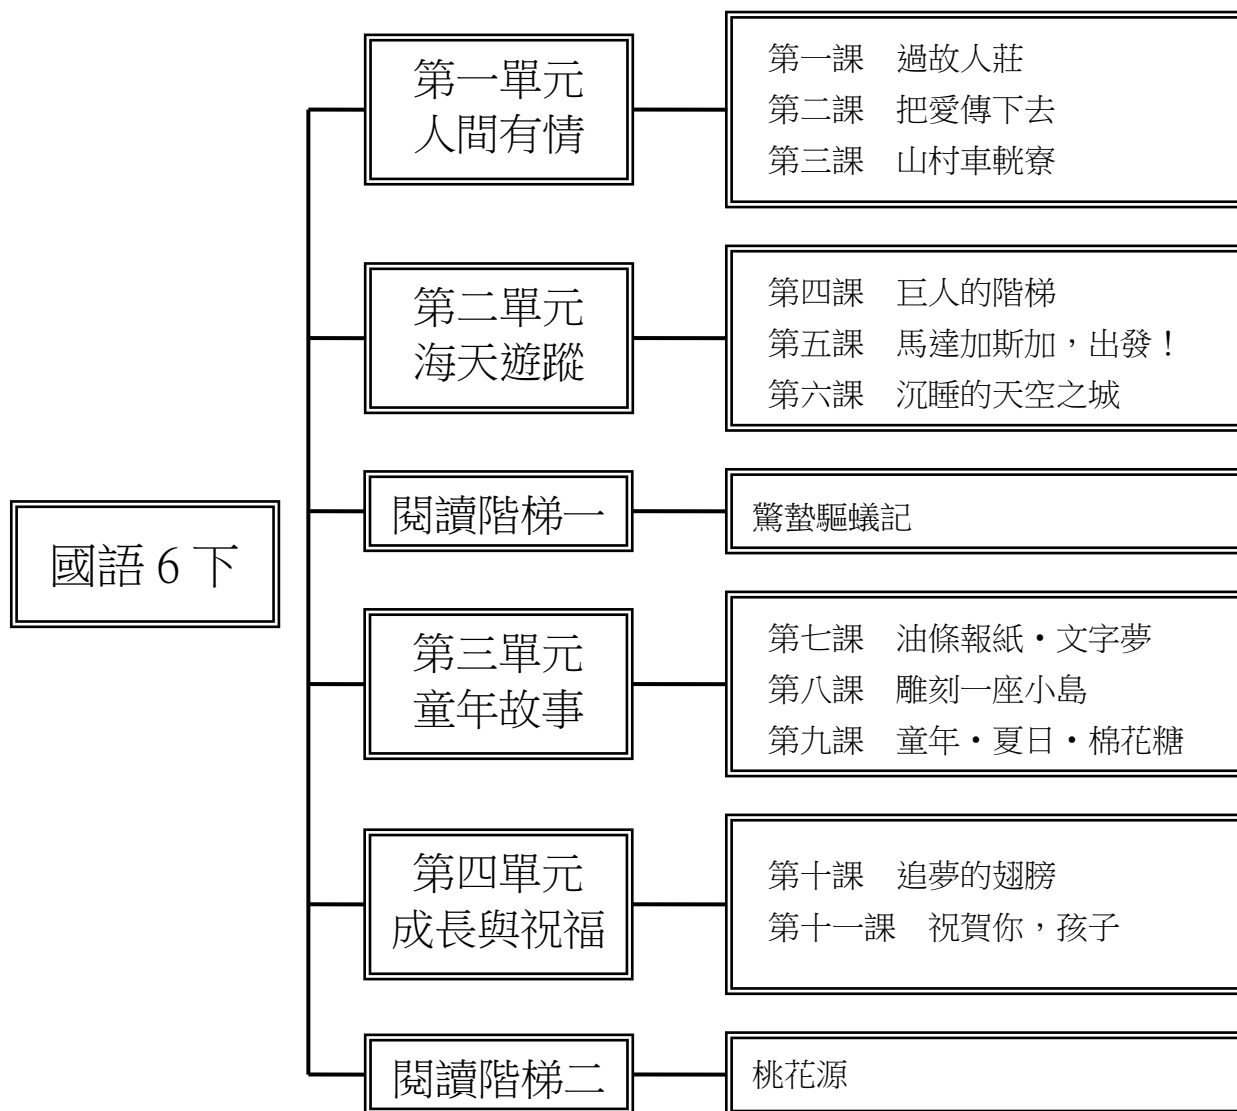 國語6下
第一單元
人間有情
第一課　過故人莊
第二課　把愛傳下去
第三課　山村車輄寮
第二單元
海天遊蹤
第四課　巨人的階梯
第五課　馬達加斯加，出發！
第六課　沉睡的天空之城
閱讀階梯一
驚蟄驅蟻記
第三單元
童年故事
第七課　油條報紙・文字夢
第八課　雕刻一座小島
第九課　童年・夏日・棉花糖
第四單元
成長與祝福
第十課　追夢的翅膀
第十一課　祝賀你，孩子
閱讀階梯二
桃花源